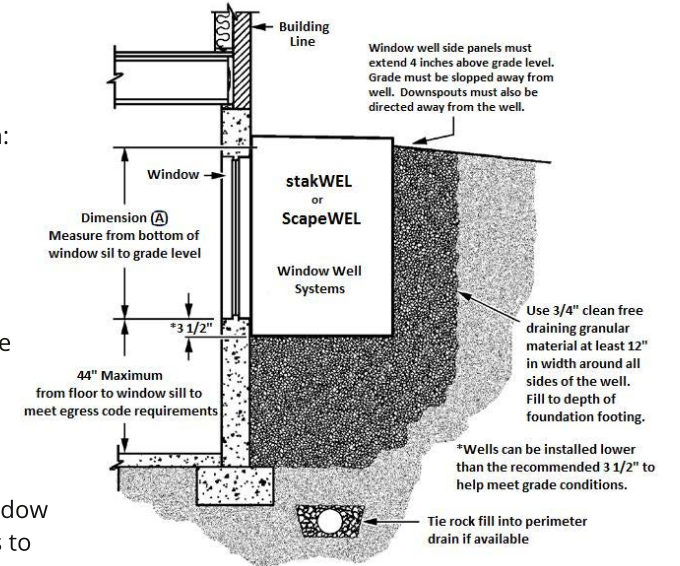 Building
Line
Window well side panels must
extend 4 inches above grade level.
Grade must be slopped away from
well. Downspouts must also be
directed away from the well.
:
Window
stakWEL
or
ScapeWEL
Dimension (A)
Measure from bottom of
window sil to grade level
Window Well
Systems
*3 1/2"
Use 3/4" clean free
draining granular
material at least 12"
in width around all
sides of the well.
Fill to depth of
foundation footing.
e
44" Maximum
from floor to window sill to
meet egress code requirements
*Wells can be installed lower
than the recommended 3 1/2" to
help meet grade conditions.
dow
s to
Tie rock fill into perimeter
drain if available